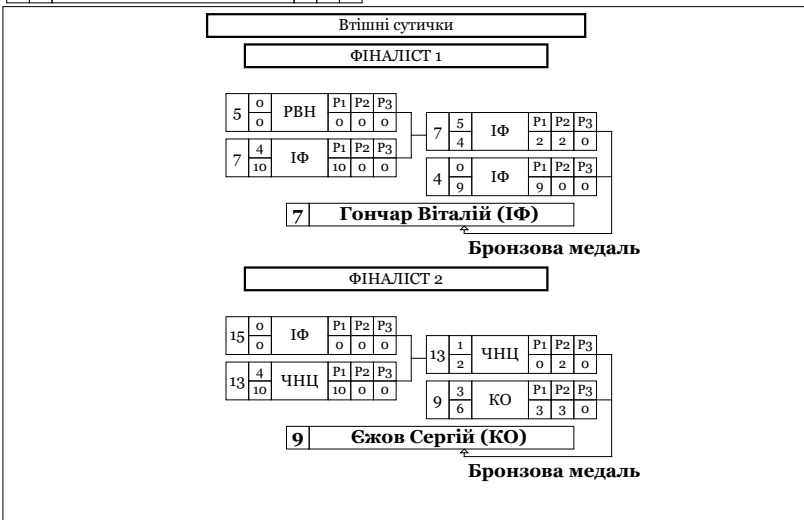 Втішні сутички
ФІНАЛІСТ 1
5 0 0 РВН P1 P2 P3 0 0 0
7 4 10 ІФ P1 P2 P3 10 0 0
7 5 4 ІФ P1 P2 P3 2 2 0
4 0 9 ІФ P1 P2 P3 9 0 0
7 Гончар Віталій (ІФ)
Бронзова медаль
ФІНАЛІСТ 2
15 0 0 ІФ P1 P2 P3 0 0 0
13 4 10 ЧНЦ P1 P2 P3 10 0 0
13 1 2 ЧНЦ P1 P2 P3 0 2 0
9 3 6 КО P1 P2 P3 3 3 0
9 Єжов Сергій (КО)
Бронзова медаль